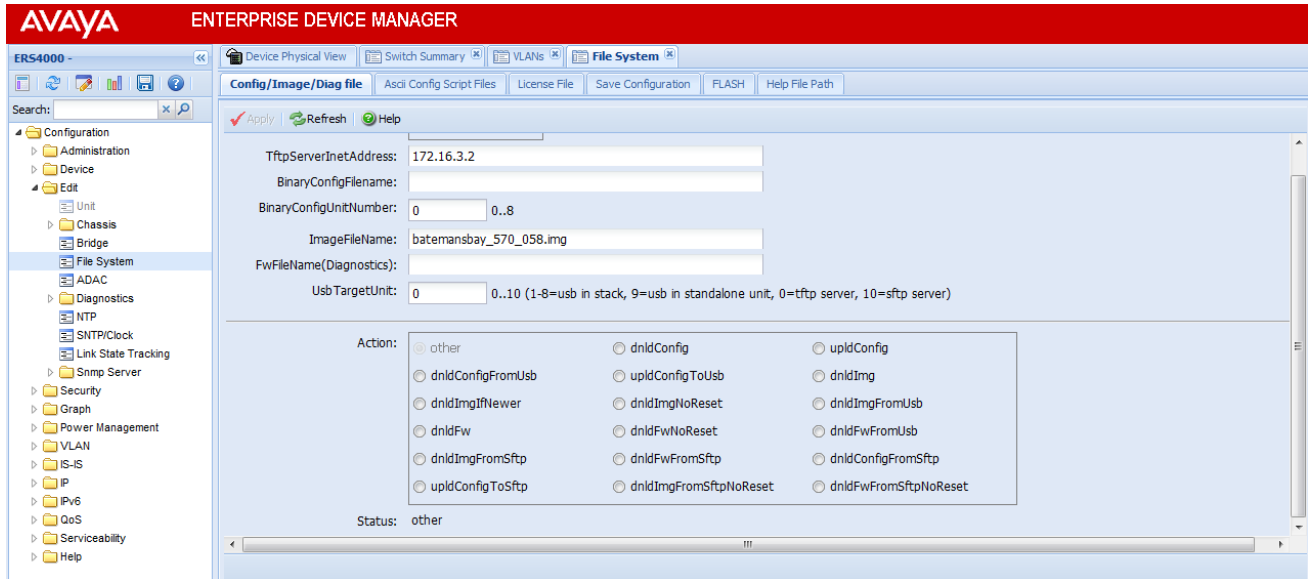 AVAYA ENTERPRISE DEVICE MANAGER
ERS4000 -
Device Physical View Switch Summary VLANs File System
Config/Image/Diag file Ascii Config Script Files License File Save Configuration FLASH Help File Path
Search:
Apply Refresh Help
Configuration
Administration
Device
Edit
Unit
Chassis
Bridge
File System
ADAC
Diagnostics
NTP
SNTP/Clock
Link State Tracking
Snmp Server
Security
Graph
Power Management
VLAN
IS-IS
IP
IPv6
QoS
Serviceability
Help
TftpServerInetAddress: 172.16.3.2
BinaryConfigFilename:
BinaryConfigUnitNumber: 0 0..8
ImageFileName: batemansbay_570_058.img
FwFileName(Diagnostics):
UsbTargetUnit: 0 0..10 (1-8=usb in stack, 9=usb in standalone unit, 0=tftp server, 10=sftp server)
Action: other dnldConfig upldConfig
dnldConfigFromUsb upldConfigToUsb dnldImg
dnldImgIfNewer dnldImgNoReset dnldImgFromUsb
dnldFw dnldFwNoReset dnldFwFromUsb
dnldImgFromSftp dnldFwFromSftp dnldConfigFromSftp
upldConfigToSftp dnldImgFromSftpNoReset dnldFwFromSftpNoReset
Status: other